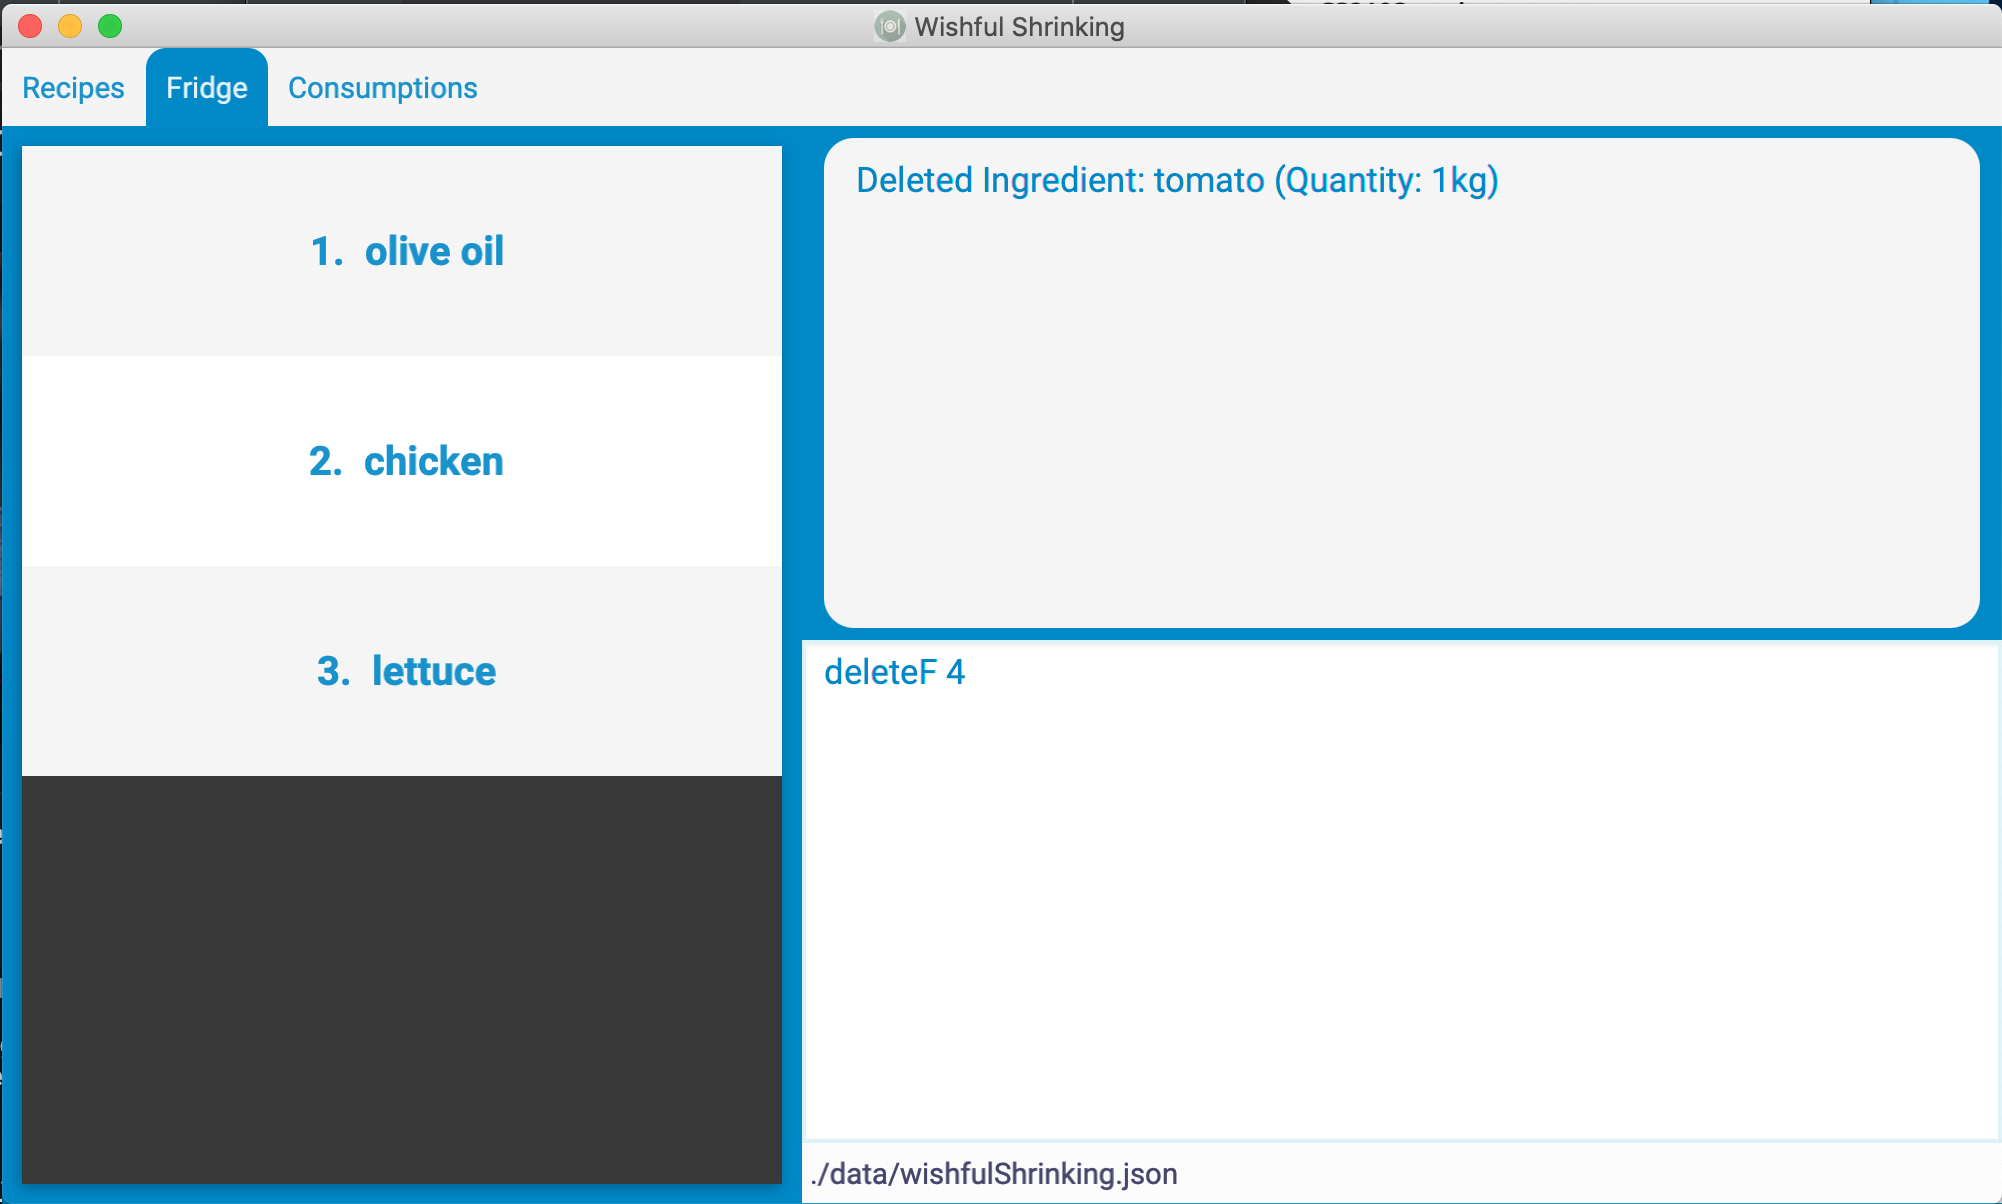 Wishful Shrinking
Recipes Fridge Consumptions
1. olive oil
2. chicken
3. lettuce
Deleted Ingredient: tomato (Quantity: 1kg)
deleteF 4
./data/wishfulShrinking.json